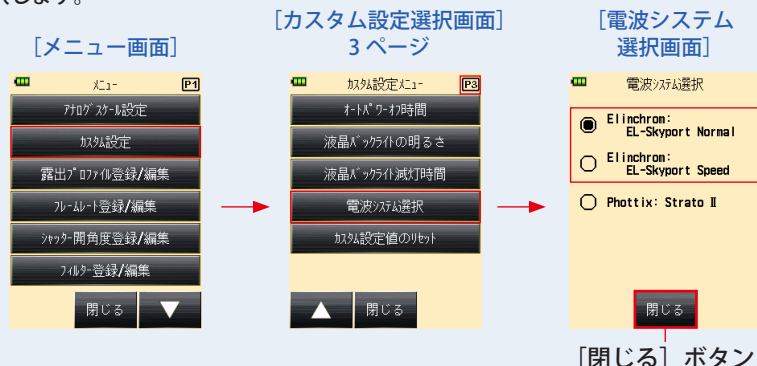 します。
［メニュー画面］
メニュー
P1
アナログスケール設定
カスタム設定
露出プロファイル登録/編集
フレームレート登録/編集
シャッター開角度登録/編集
フィルター登録/編集
閉じる
［カスタム設定選択画面］
3 ページ
カスタム設定メニュー
P3
オートパワーオフ時間
液晶バックライトの明るさ
液晶バックライト減灯時間
電波システム選択
カスタム設定値のリセット
閉じる
［電波システム
選択画面］
電波システム選択
Elinchrom:
EL-Skyport Normal
Elinchrom:
EL-Skyport Speed
Phottix: Strato Ⅱ
閉じる
［閉じる］ボタン